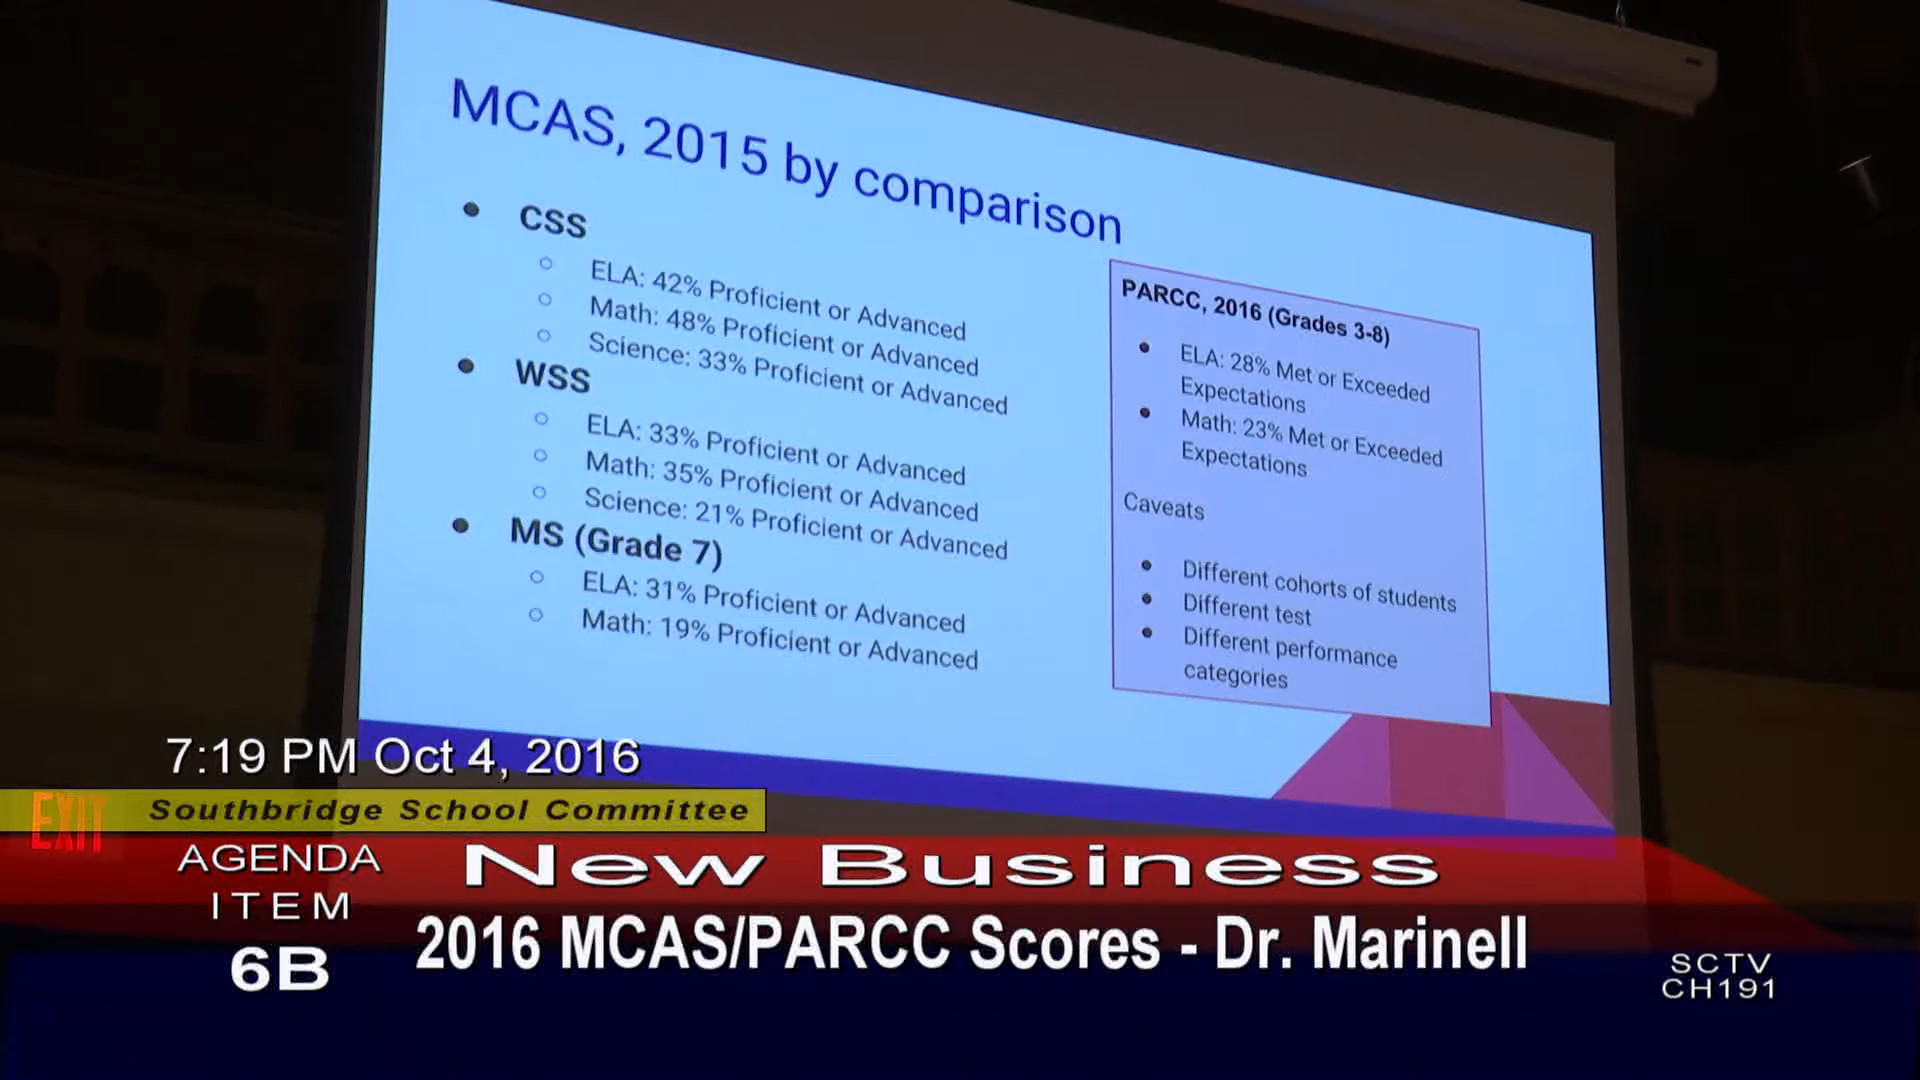 MCAS, 2015 by comparison
● CSS
○ ELA: 42% Proficient or Advanced
○ Math: 48% Proficient or Advanced
○ Science: 33% Proficient or Advanced
● WSS
○ ELA: 33% Proficient or Advanced
○ Math: 35% Proficient or Advanced
○ Science: 21% Proficient or Advanced
● MS (Grade 7)
○ ELA: 31% Proficient or Advanced
○ Math: 19% Proficient or Advanced
PARCC, 2016 (Grades 3-8)
● ELA: 28% Met or Exceeded
Expectations
● Math: 23% Met or Exceeded
Expectations
Caveats
● Different cohorts of students
● Different test
● Different performance
categories
7:19 PM Oct 4, 2016
EXIT
Southbridge School Committee
AGENDA
ITEM
6B
New Business
2016 MCAS/PARCC Scores - Dr. Marinell
SCTV
CH191